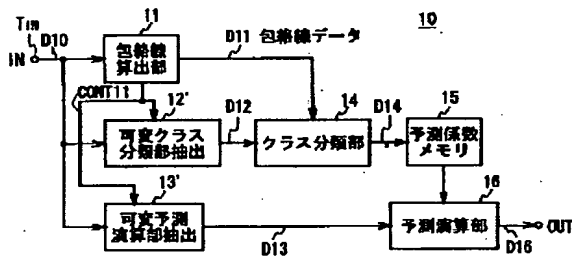 11
10
TIN
D10
IN
包絡線
算出部
D11 包絡線データ
CONT11
12'
可変クラス
分類部抽出
D12
14
クラス分類部
D14
15
予測係数
メモリ
13'
可変予測
演算部抽出
D13
16
予測演算部
D16
OUT